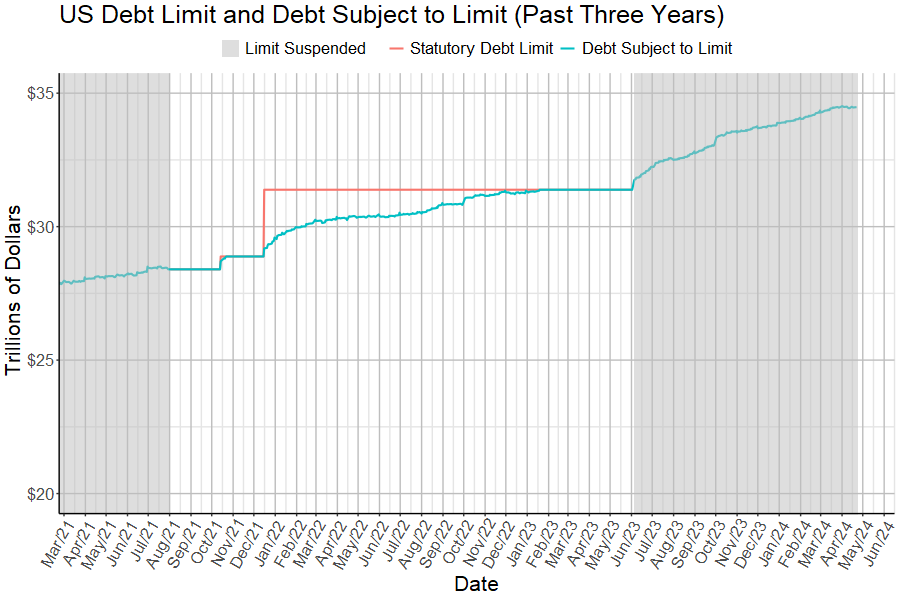 US Debt Limit and Debt Subject to Limit (Past Three Years)
Limit Suspended Statutory Debt Limit Debt Subject to Limit
Trillions of Dollars
$35
$30
$25
$20
Mar/21 Apr/21 May/21 Jun/21 Jul/21 Aug/21 Sep/21 Oct/21 Nov/21 Dec/21 Jan/22 Feb/22 Mar/22 Apr/22 May/22 Jun/22 Jul/22 Aug/22 Sep/22 Oct/22 Nov/22 Dec/22 Jan/23 Feb/23 Mar/23 Apr/23 May/23 Jun/23 Jul/23 Aug/23 Sep/23 Oct/23 Nov/23 Dec/23 Jan/24 Feb/24 Mar/24 Apr/24 May/24 Jun/24
Date